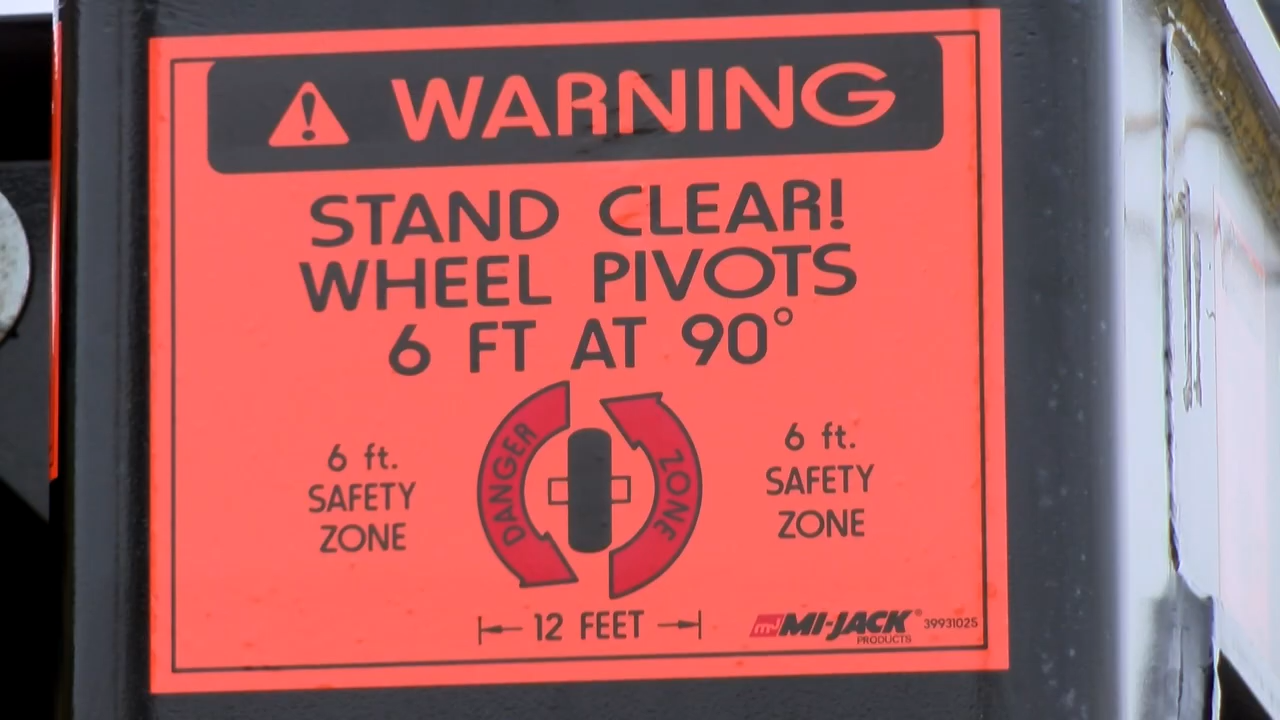 WARNING
STAND CLEAR!
WHEEL PIVOTS
6 FT AT 90°
6 ft.
SAFETY
ZONE
DANGER
ZONE
6 ft.
SAFETY
ZONE
12 FEET
MI-JACK®
PRODUCTS
39931025